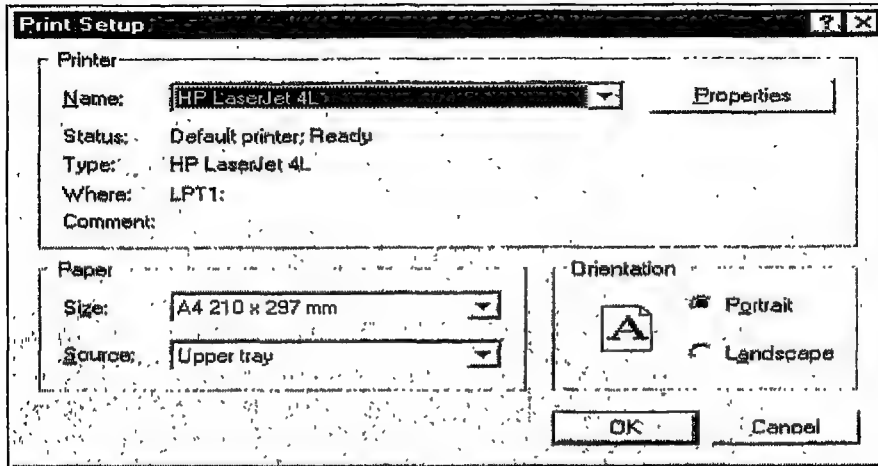 Print Setup ? ×
Printer
Name: HP LaserJet 4L Properties
Status: Default printer; Ready
Type: HP LaserJet 4L
Where: LPT1:
Comment:
Paper Orientation
Size: A4 210 x 297 mm Portrait
A
Source: Upper tray Landscape
OK Cancel